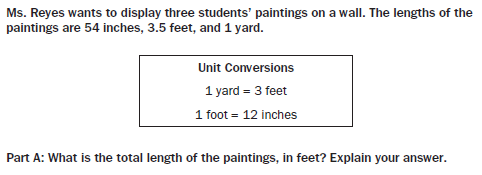 Ms. Reyes wants to display three students' paintings on a wall. The lengths of the
paintings are 54 inches, 3.5 feet, and 1 yard.
Unit Conversions
1 yard = 3 feet
1 foot = 12 inches
Part A: What is the total length of the paintings, in feet? Explain your answer.